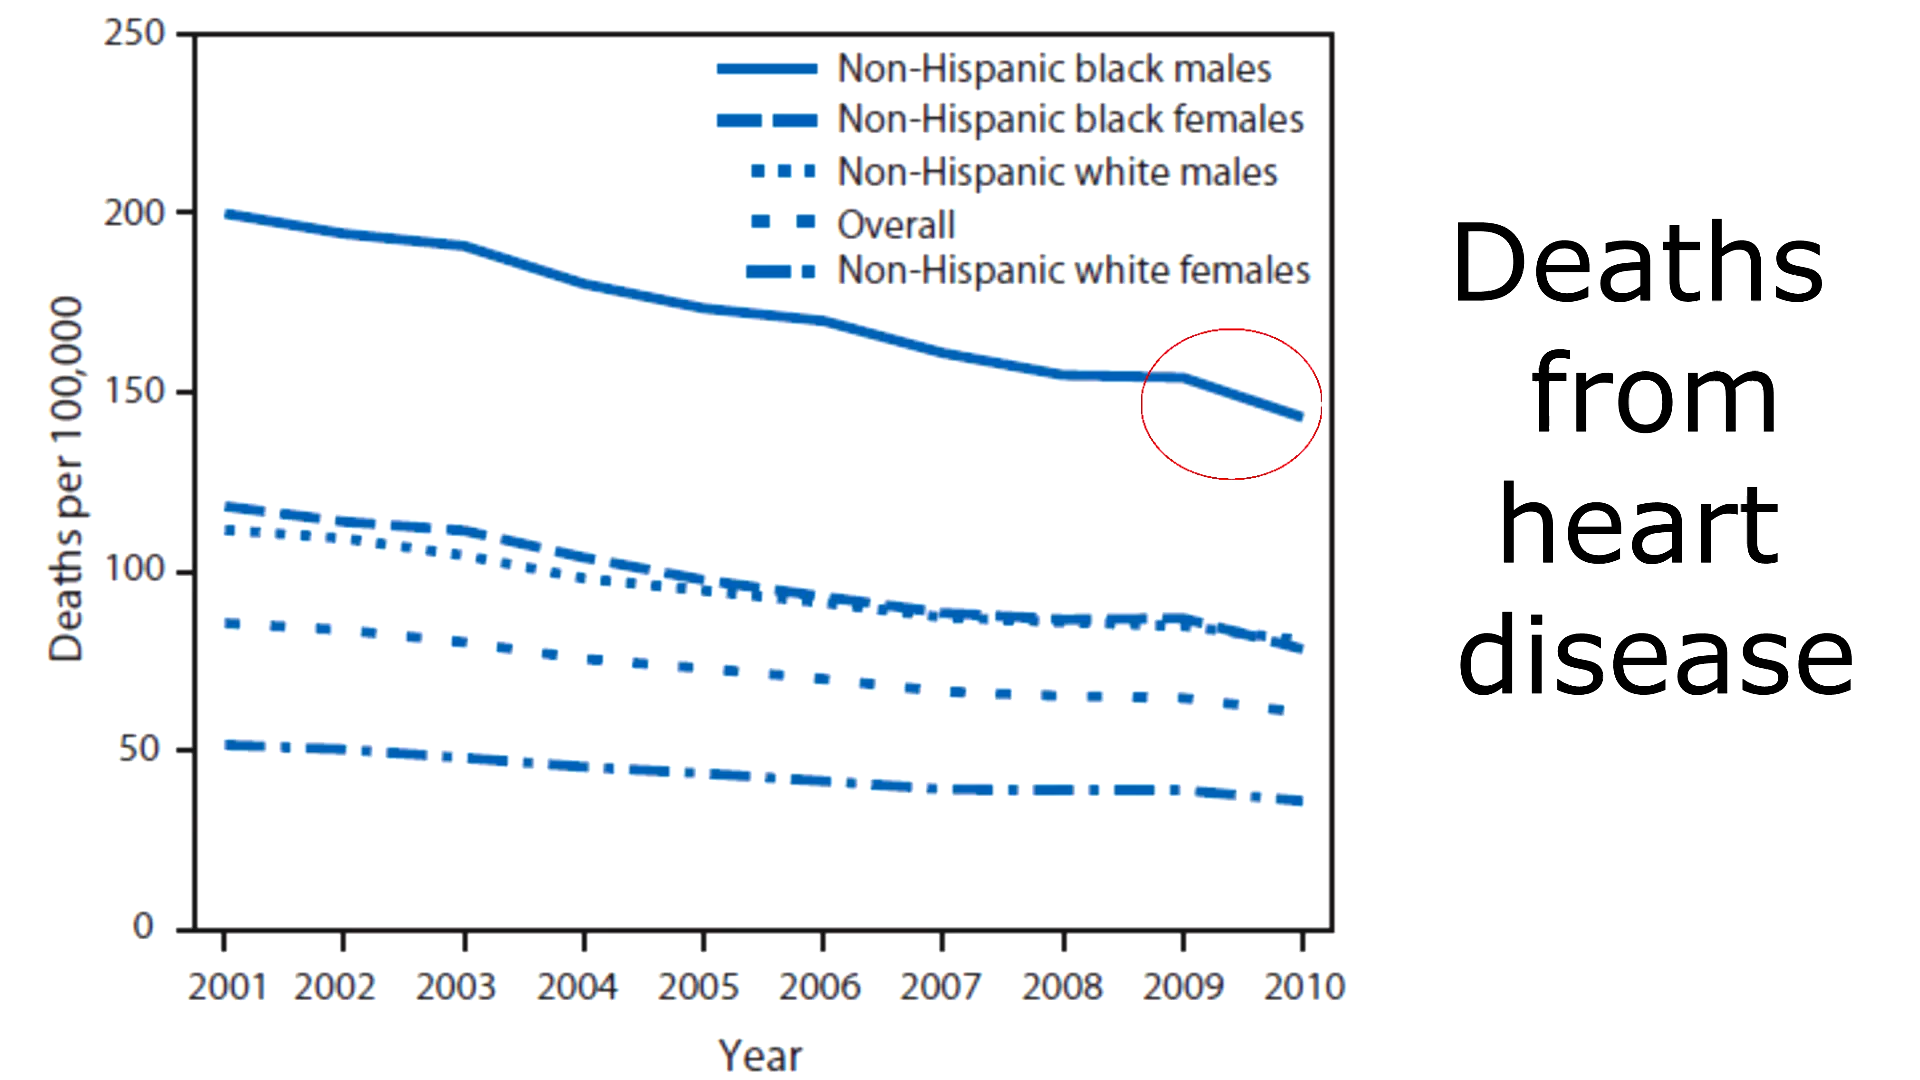 250
200
150
100
50
0
Deaths per 100,000
Non-Hispanic black males
Non-Hispanic black females
Non-Hispanic white males
Overall
Non-Hispanic white females
2001 2002 2003 2004 2005 2006 2007 2008 2009 2010
Year
Deaths
from
heart
disease